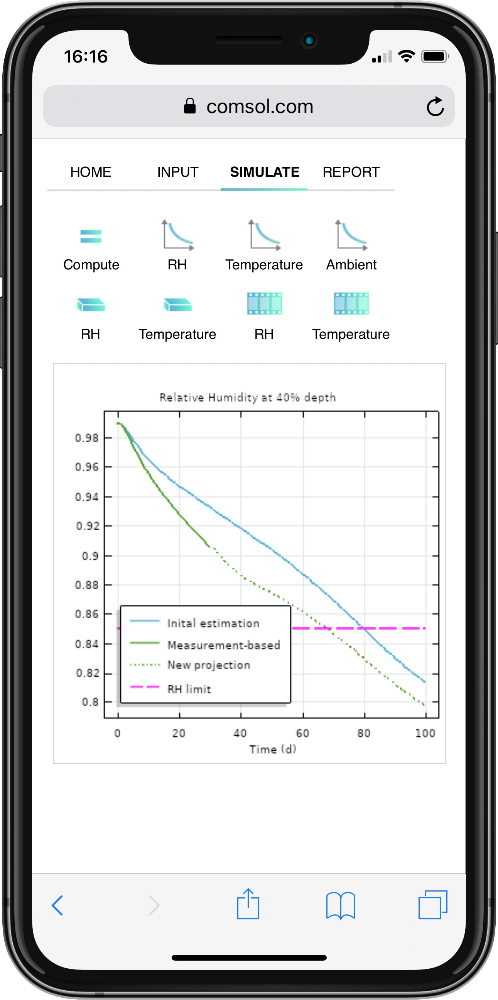 16:16
comsol.com
HOME INPUT SIMULATE REPORT
Compute RH Temperature Ambient
RH Temperature RH Temperature
Relative Humidity at 40% depth
0.98
0.96
0.94
0.92
0.9
0.88
0.86
0.84
0.82
0.8
Inital estimation
Measurement-based
New projection
RH limit
0 20 40 60 80 100
Time (d)